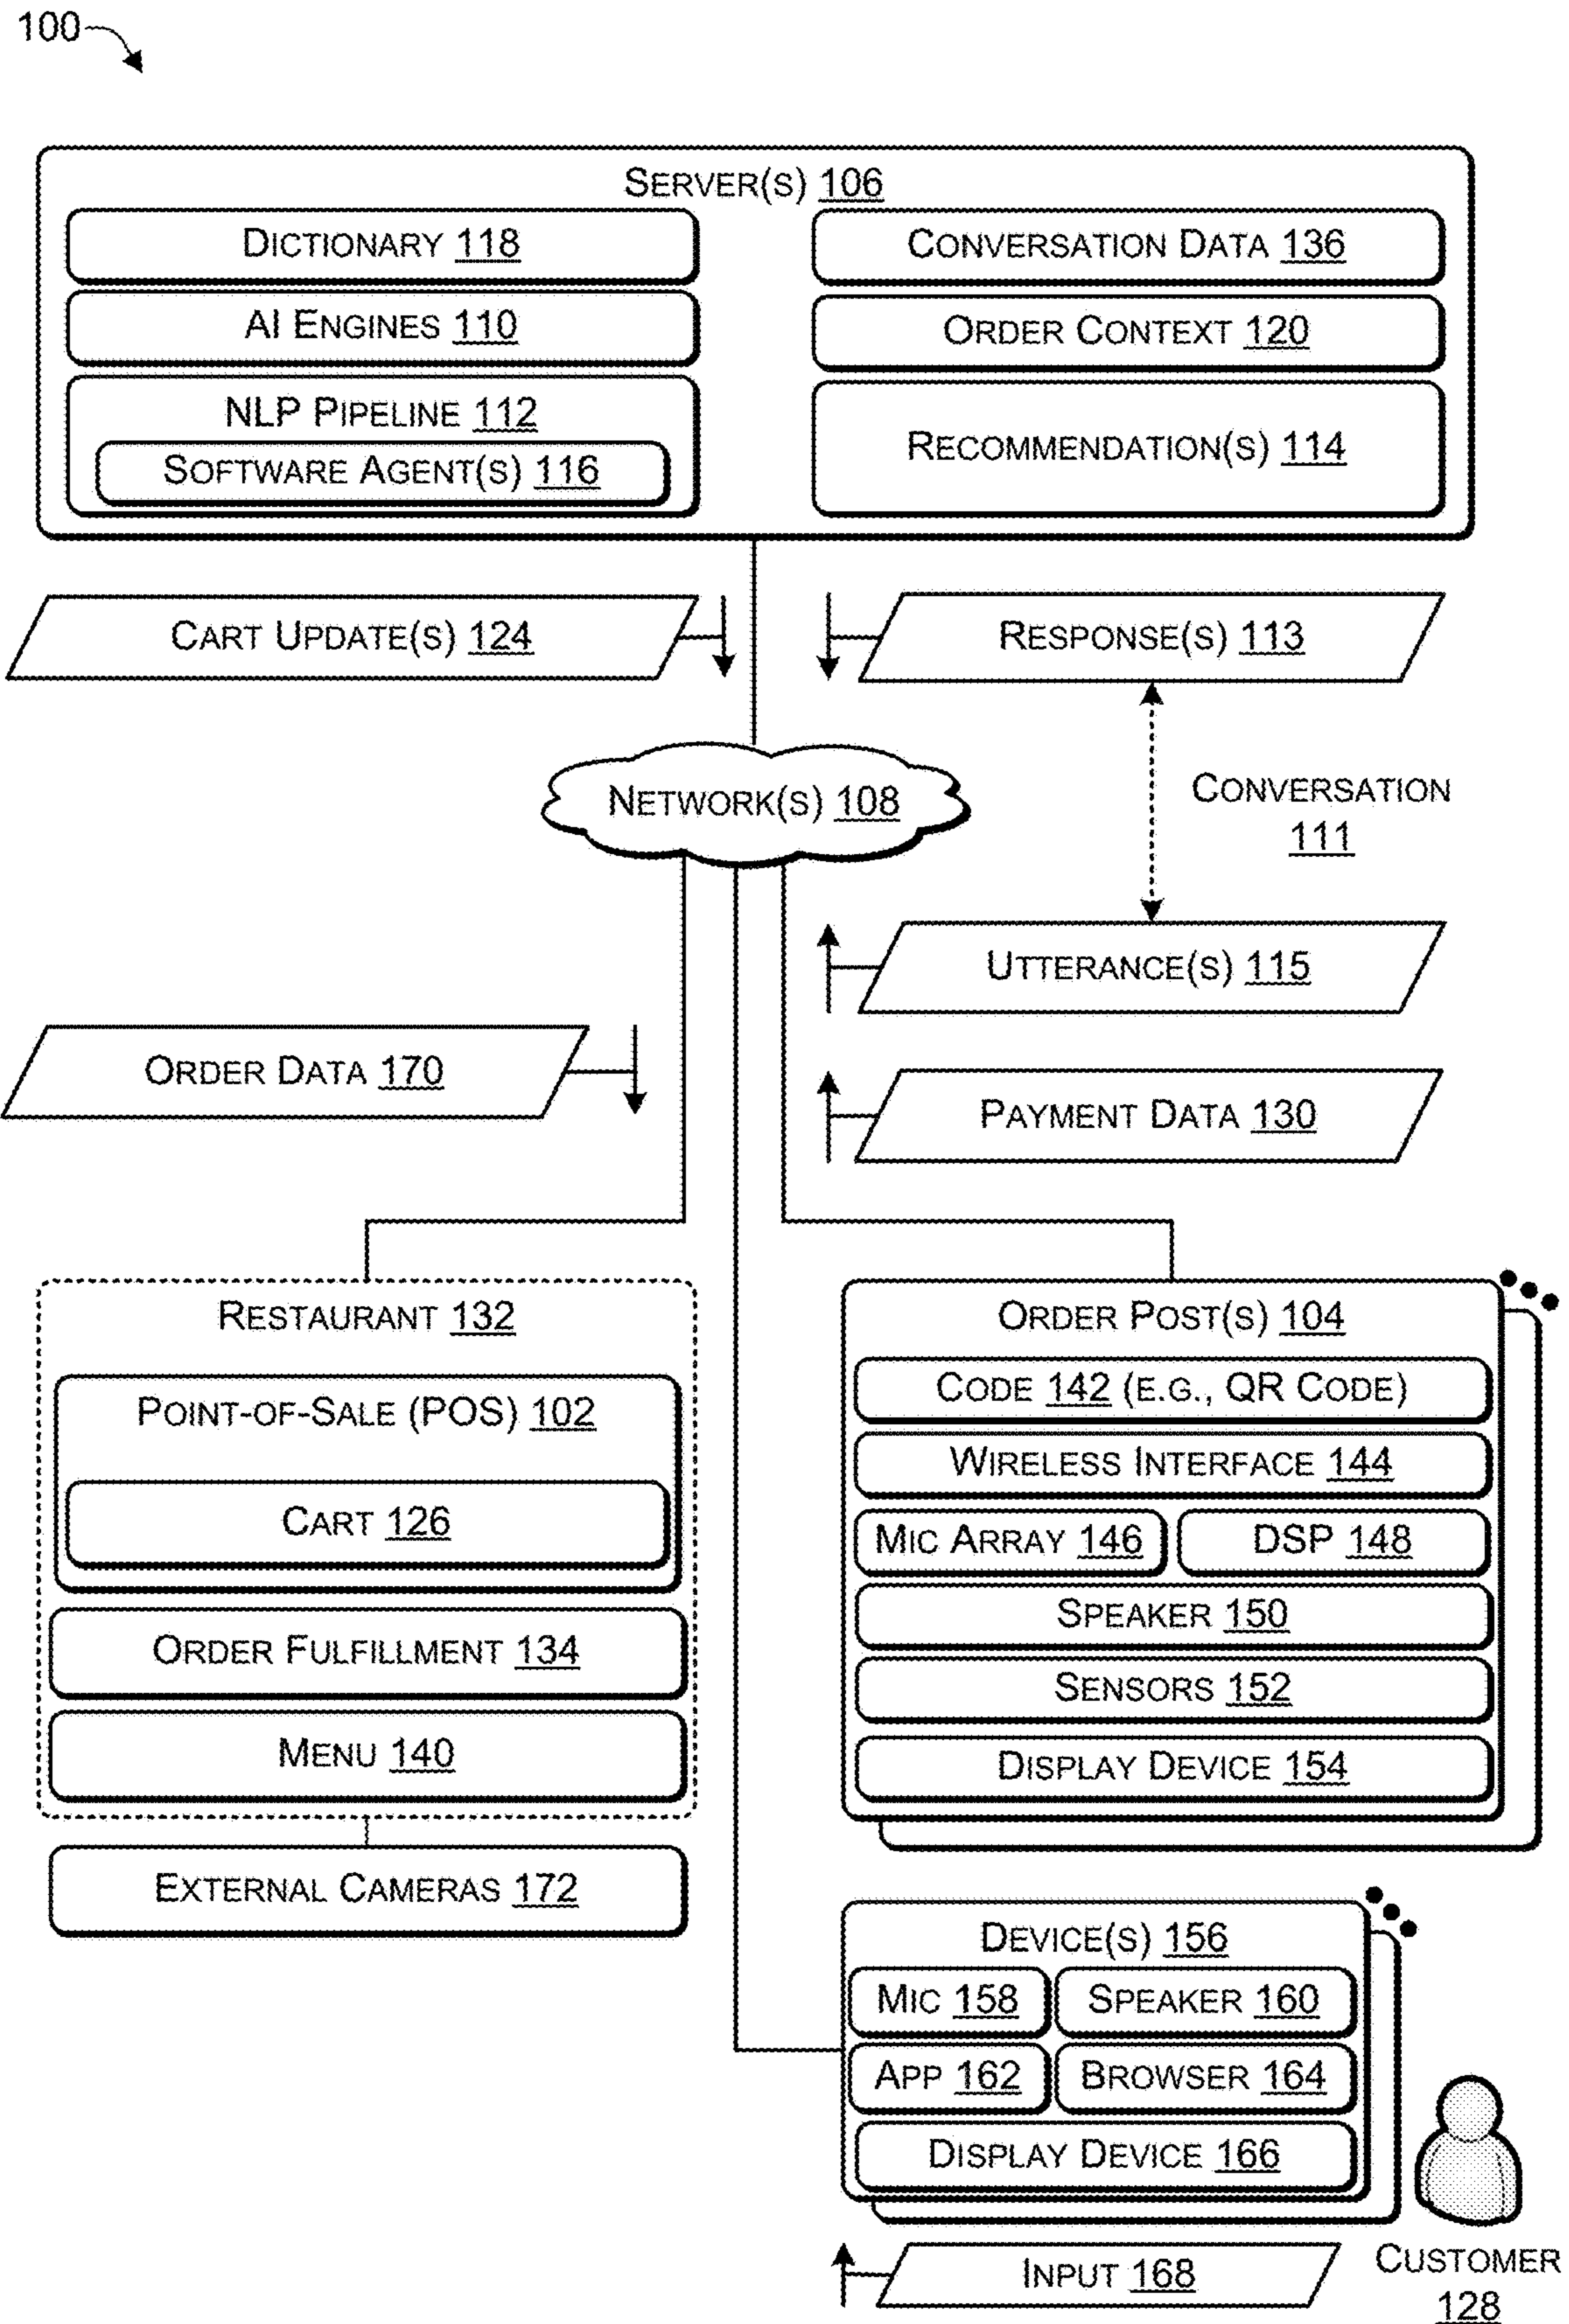 100
SERVER(S) 106
DICTIONARY 118
AI ENGINES 110
NLP PIPELINE 112
SOFTWARE AGENT(S) 116
CONVERSATION DATA 136
ORDER CONTEXT 120
RECOMMENDATION(S) 114
CART UPDATE(S) 124
RESPONSE(S) 113
NETWORK(S) 108
CONVERSATION
111
UTTERANCE(S) 115
ORDER DATA 170
PAYMENT DATA 130
RESTAURANT 132
POINT-OF-SALE (POS) 102
CART 126
ORDER FULFILLMENT 134
MENU 140
EXTERNAL CAMERAS 172
ORDER POST(S) 104
CODE 142 (E.G., QR CODE)
WIRELESS INTERFACE 144
MIC ARRAY 146
DSP 148
SPEAKER 150
SENSORS 152
DISPLAY DEVICE 154
DEVICE(S) 156
MIC 158
SPEAKER 160
APP 162
BROWSER 164
DISPLAY DEVICE 166
INPUT 168
CUSTOMER
128